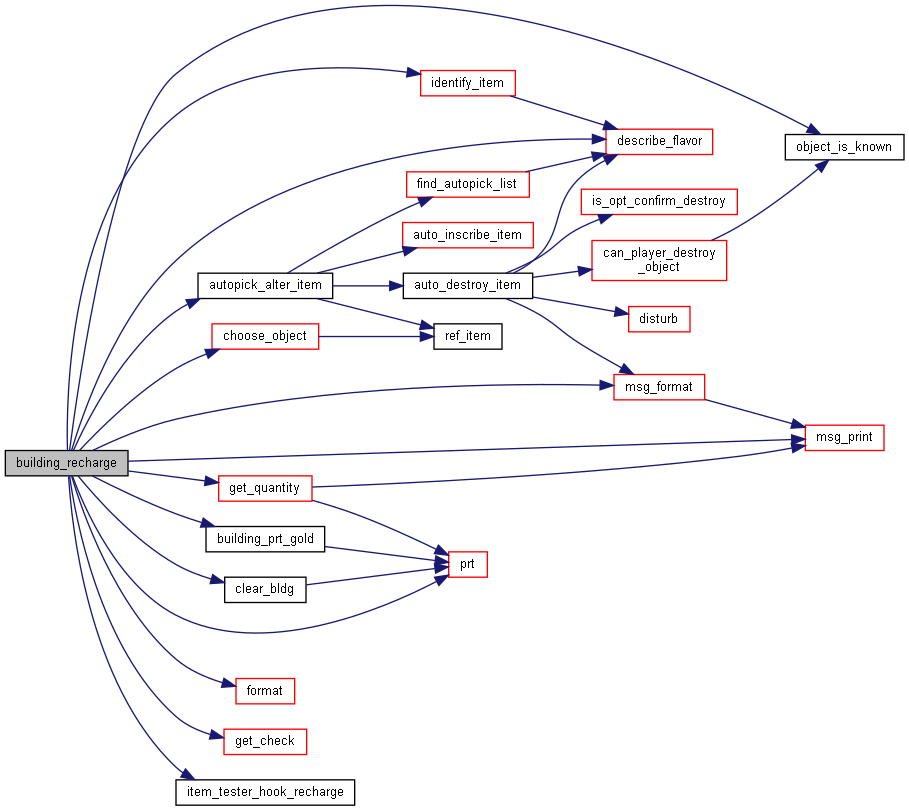 identify_item
describe_flavor
object_is_known
find_autopick_list
is_opt_confirm_destroy
auto_inscribe_item
can_player_destroy
_object
autopick_alter_item
auto_destroy_item
disturb
choose_object
ref_item
msg_format
msg_print
building_recharge
get_quantity
building_prt_gold
prt
clear_bldg
format
get_check
item_tester_hook_recharge